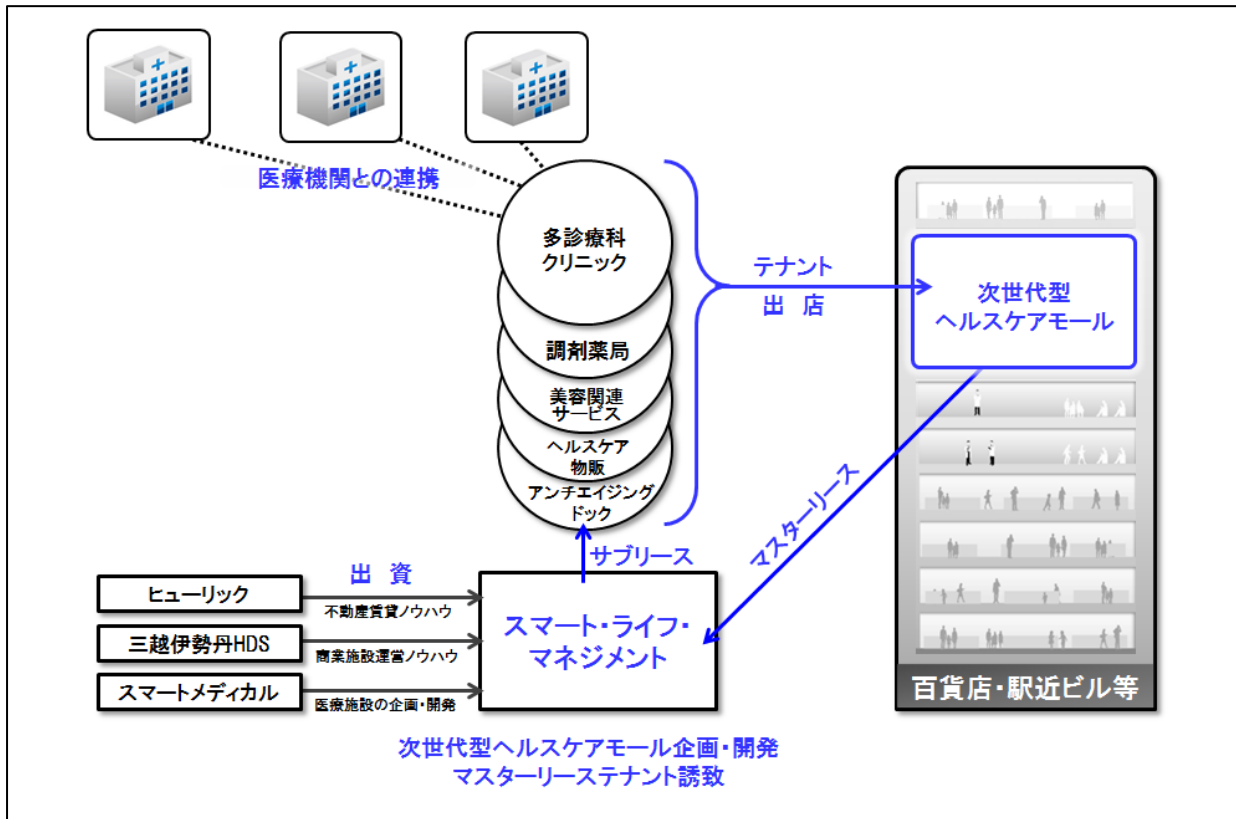 医療機関との連携
多診療科
クリニック
調剤薬局
美容関連
サービス
ヘルスケア
物販
アンチエイジング
ドック
テナント
出　店
次世代型
ヘルスケアモール
マスターリース
サブリース
百貨店・駅近ビル等
出　資
ヒューリック
不動産賃貸ノウハウ
三越伊勢丹HDS
商業施設運営ノウハウ
スマートメディカル
医療施設の企画・開発
スマート・ライフ・
マネジメント
次世代型ヘルスケアモール企画・開発
マスターリーステナント誘致